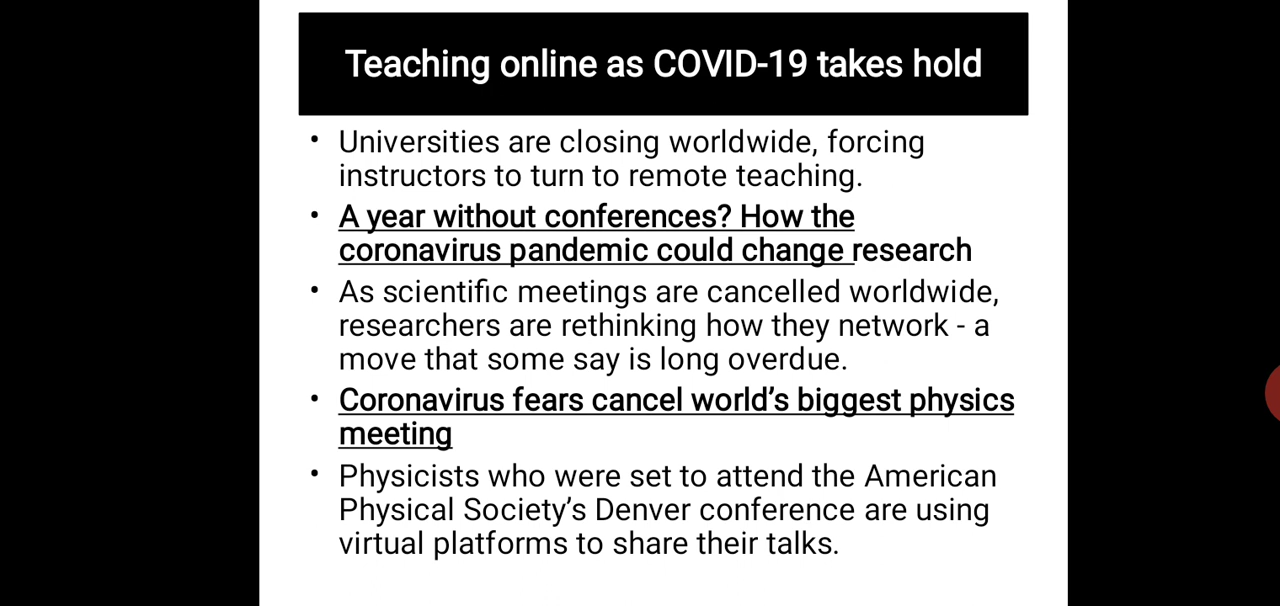 Teaching online as COVID-19 takes hold
• Universities are closing worldwide, forcing
instructors to turn to remote teaching.
• A year without conferences? How the
coronavirus pandemic could change research
• As scientific meetings are cancelled worldwide,
researchers are rethinking how they network - a
move that some say is long overdue.
• Coronavirus fears cancel world’s biggest physics
meeting
• Physicists who were set to attend the American
Physical Society’s Denver conference are using
virtual platforms to share their talks.